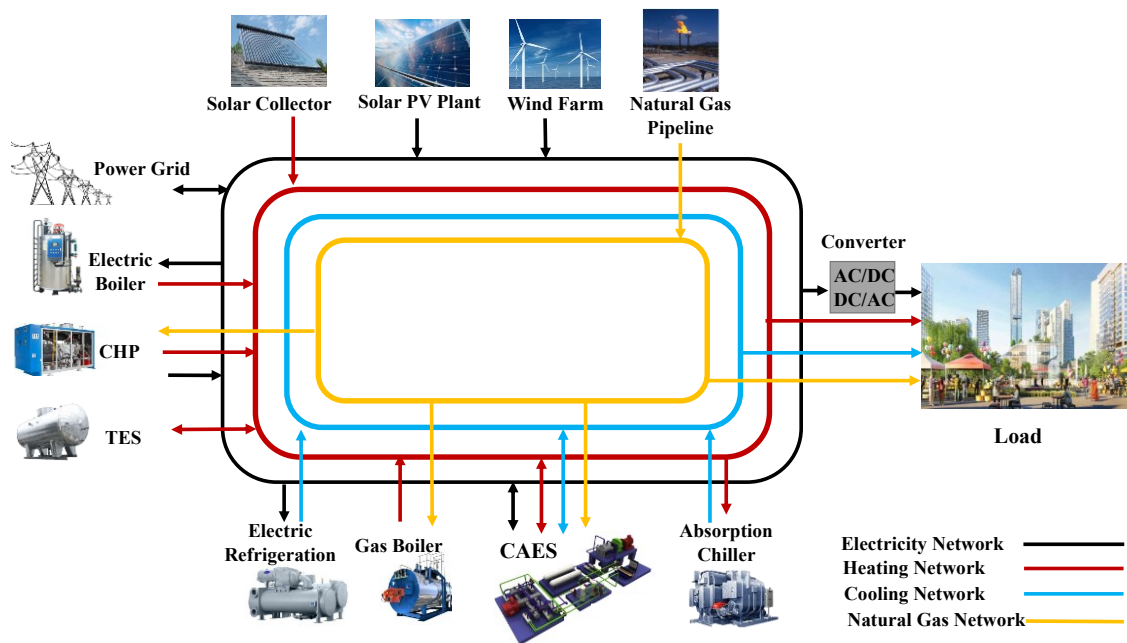 Solar Collector
Solar PV Plant
Wind Farm
Natural Gas
Pipeline
Power Grid
Electric
Boiler
CHP
TES
Converter
AC/DC
DC/AC
Load
Electric
Refrigeration
Gas Boiler
CAES
Absorption
Chiller
Electricity Network
Heating Network
Cooling Network
Natural Gas Network